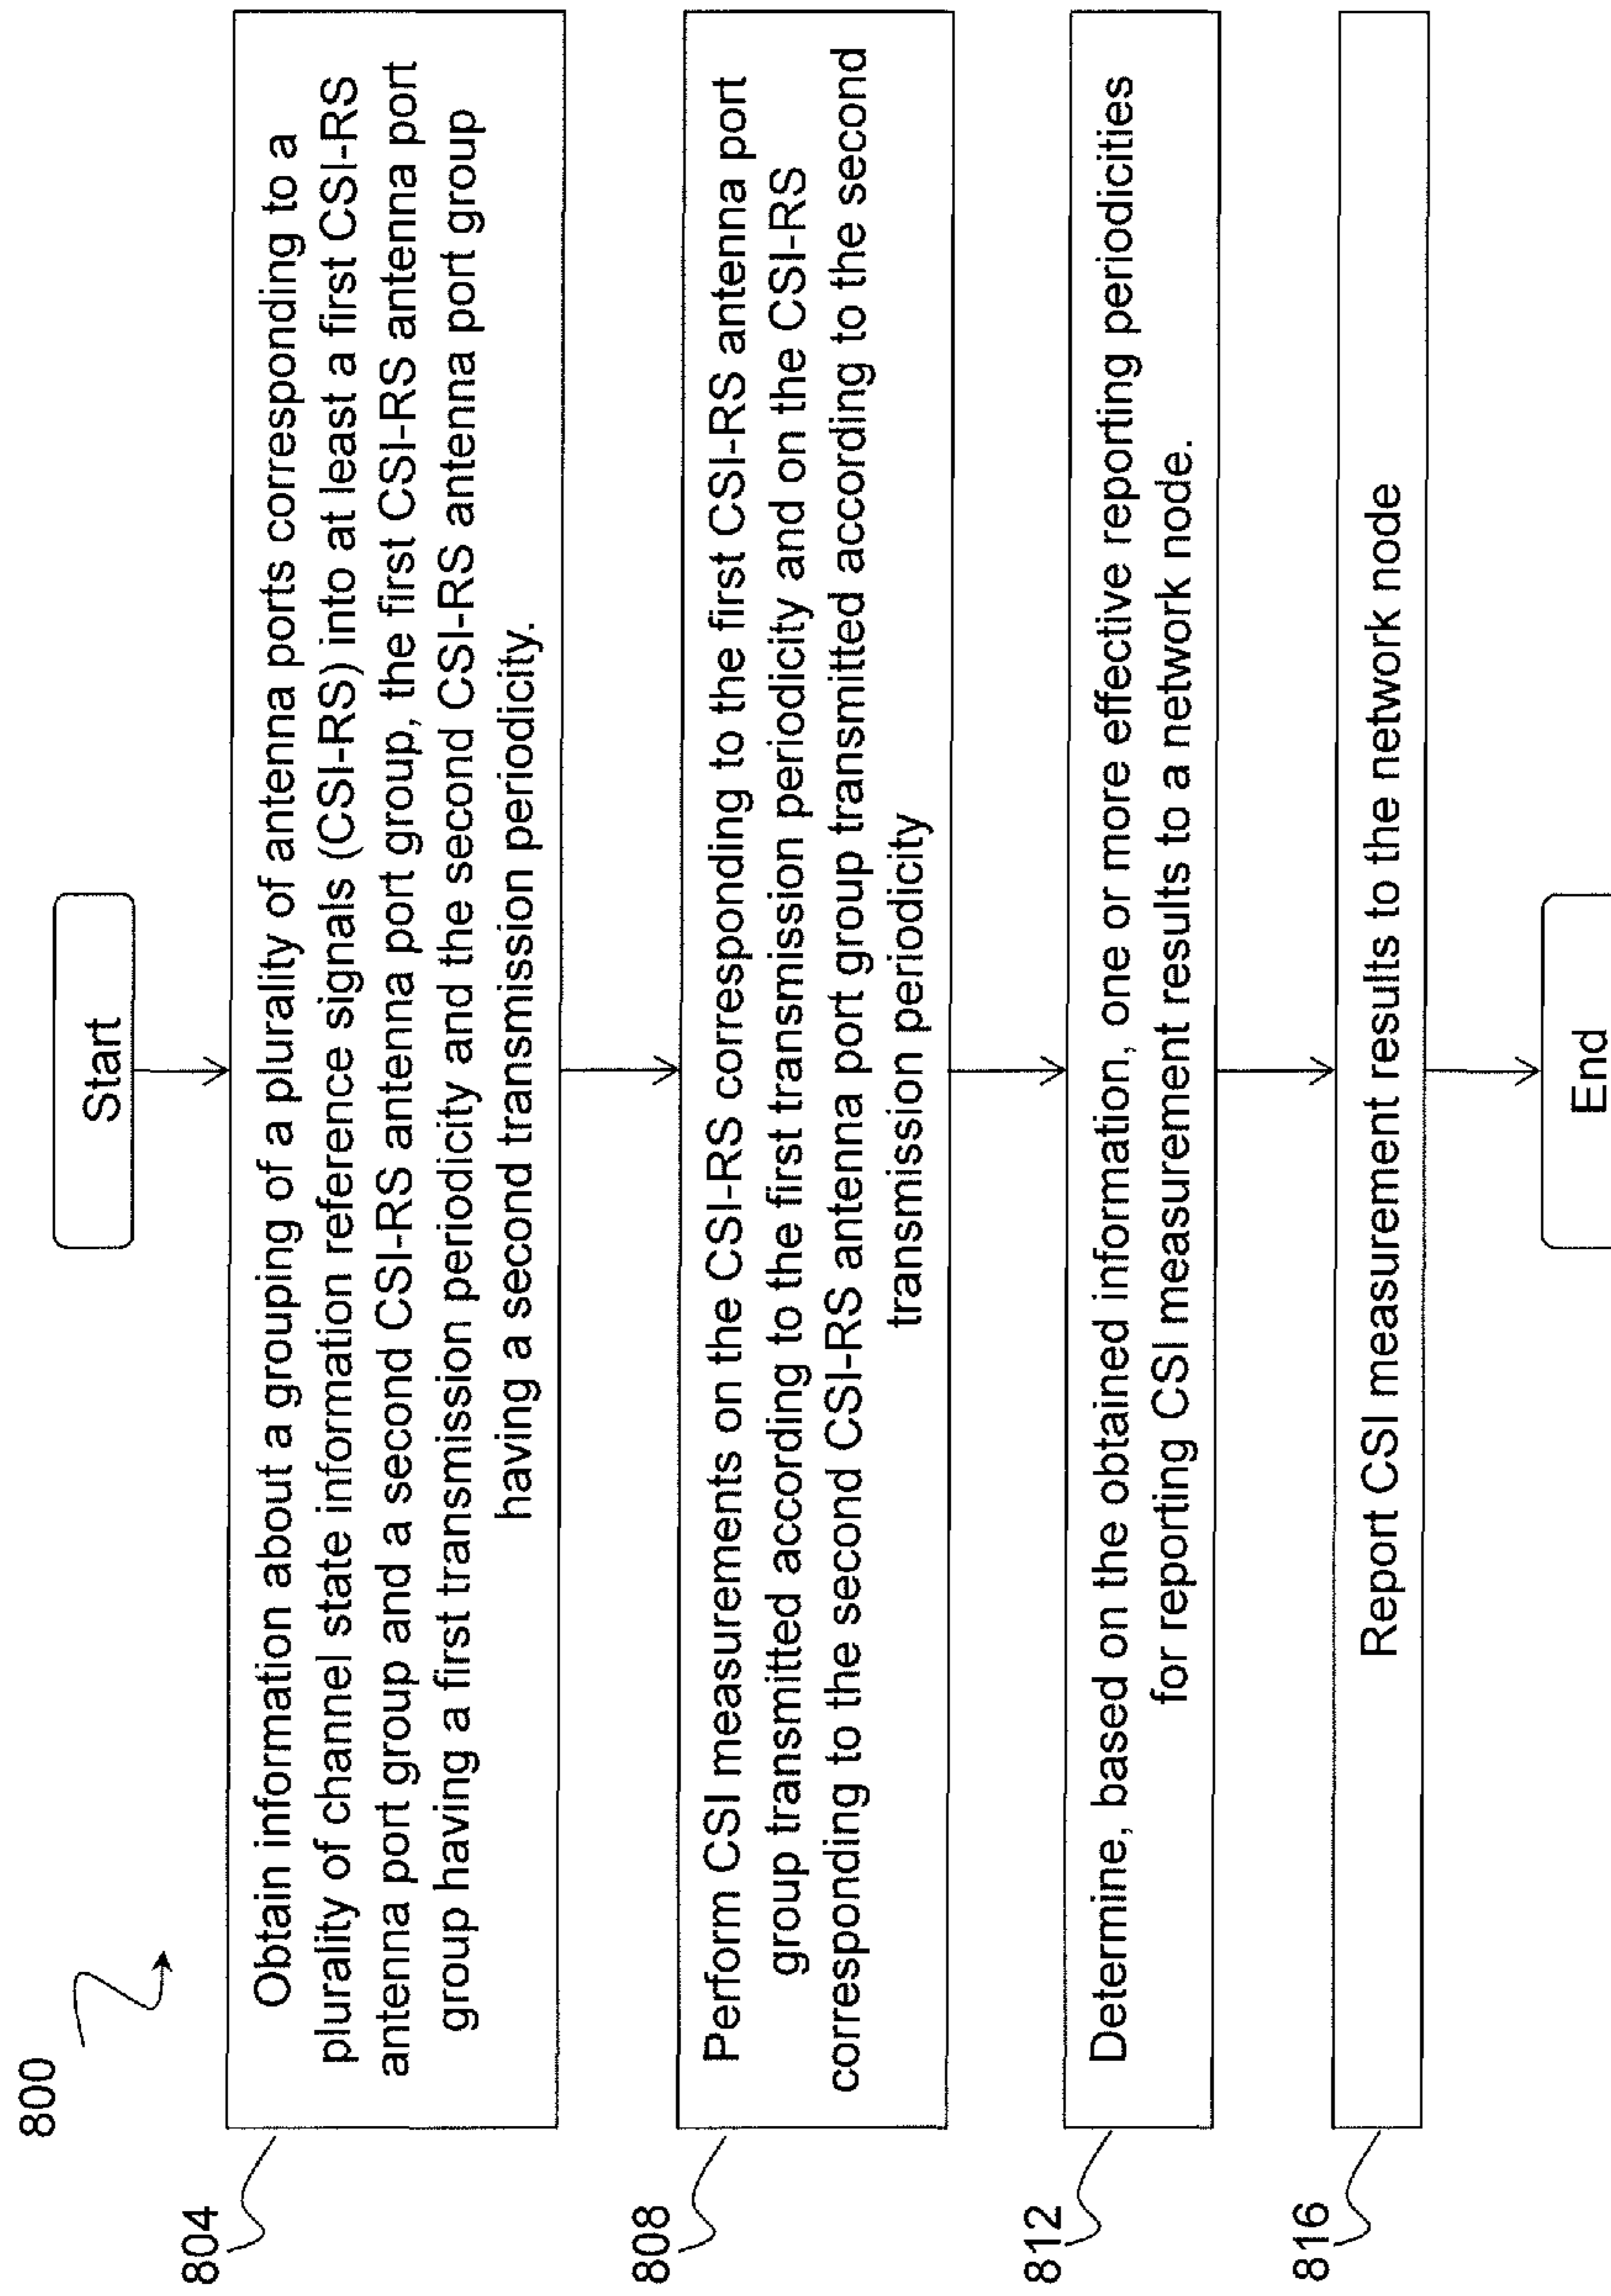 800
Start
804
Obtain information about a grouping of a plurality of antenna ports corresponding to a
plurality of channel state information reference signals (CSI-RS) into at least a first CSI-RS
antenna port group and a second CSI-RS antenna port group, the first CSI-RS antenna port
group having a first transmission periodicity and the second CSI-RS antenna port group
having a second transmission periodicity.
808
Perform CSI measurements on the CSI-RS corresponding to the first CSI-RS antenna port
group transmitted according to the first transmission periodicity and on the CSI-RS
corresponding to the second CSI-RS antenna port group transmitted according to the second
transmission periodicity
812
Determine, based on the obtained information, one or more effective reporting periodicities
for reporting CSI measurement results to a network node.
816
Report CSI measurement results to the network node
End